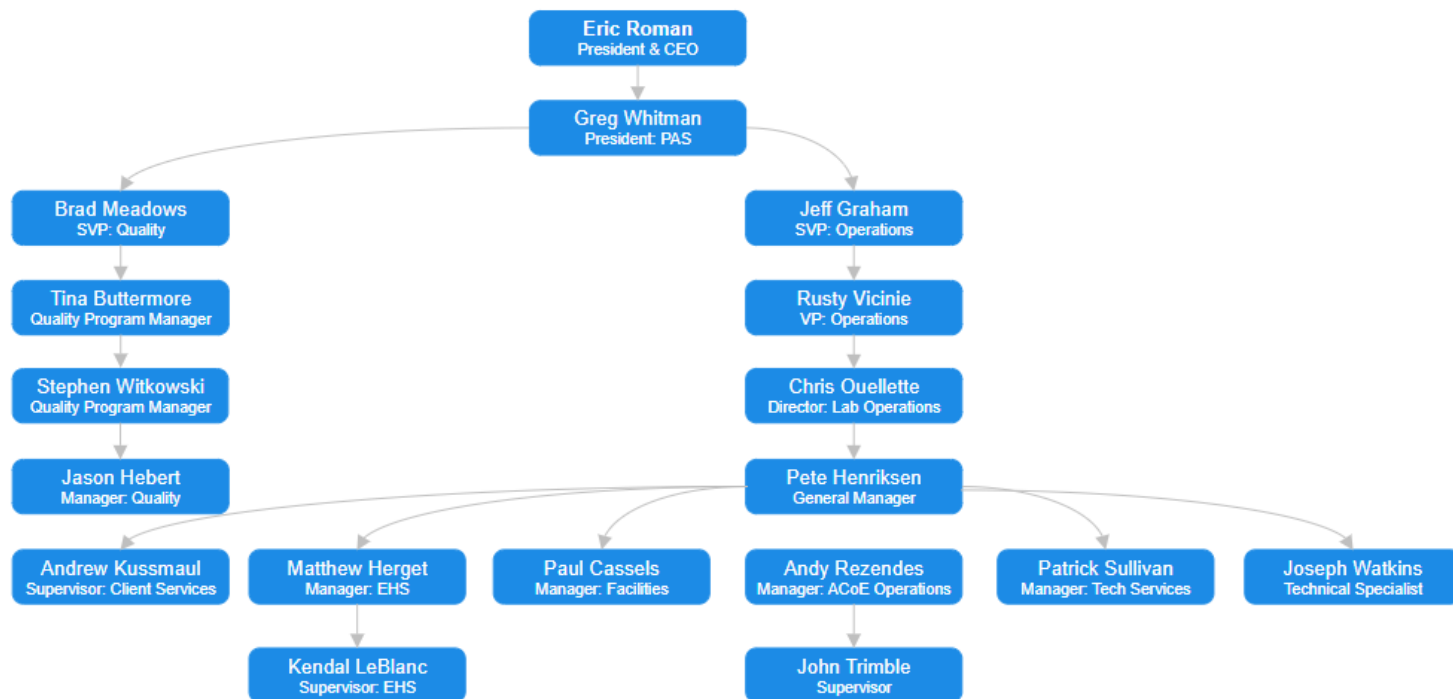 Eric Roman
President & CEO
Greg Whitman
President: PAS
Brad Meadows
SVP: Quality
Jeff Graham
SVP: Operations
Tina Buttermore
Quality Program Manager
Rusty Vicinie
VP: Operations
Stephen Witkowski
Quality Program Manager
Chris Ouellette
Director: Lab Operations
Jason Hebert
Manager: Quality
Pete Henriksen
General Manager
Andrew Kussmaul
Supervisor: Client Services
Matthew Herget
Manager: EHS
Paul Cassels
Manager: Facilities
Andy Rezendes
Manager: ACoE Operations
Patrick Sullivan
Manager: Tech Services
Joseph Watkins
Technical Specialist
Kendal LeBlanc
Supervisor: EHS
John Trimble
Supervisor